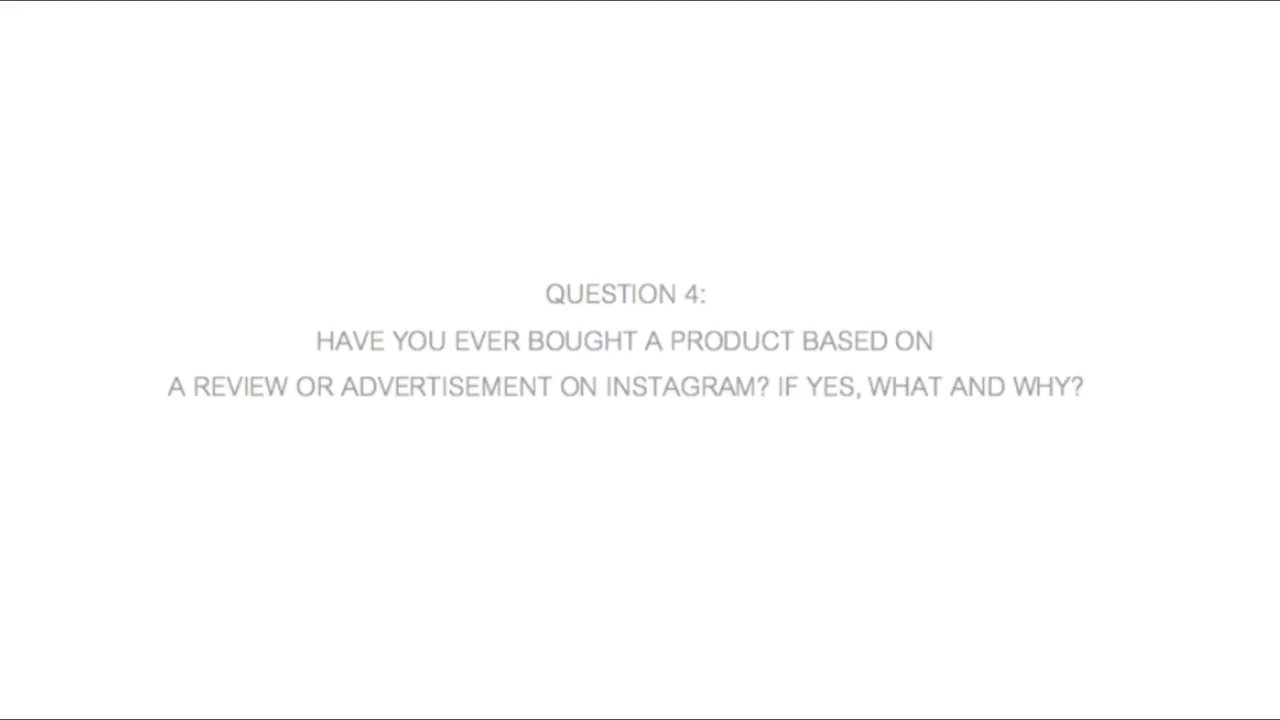 QUESTION 4:
HAVE YOU EVER BOUGHT A PRODUCT BASED ON
A REVIEW OR ADVERTISEMENT ON INSTAGRAM? IF YES, WHAT AND WHY?